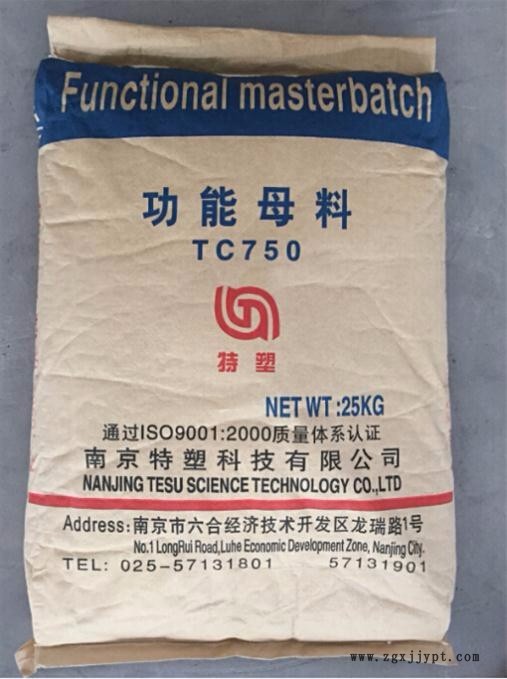 Functional masterbatch
功能母料
TC750
特塑
NET WT:25KG
通过ISO9001:2000质量体系认证
南京特塑科技有限公司
NANJING TESU SCIENCE TECHNOLOGY CO.,LTD
Address:南京市六合经济技术开发区龙瑞路1号
No.1 LongRui Road,Luhe Economic Development Zone, Nanjing City.
TEL: 025-57131801 57131901
www.zgxjjypt.com